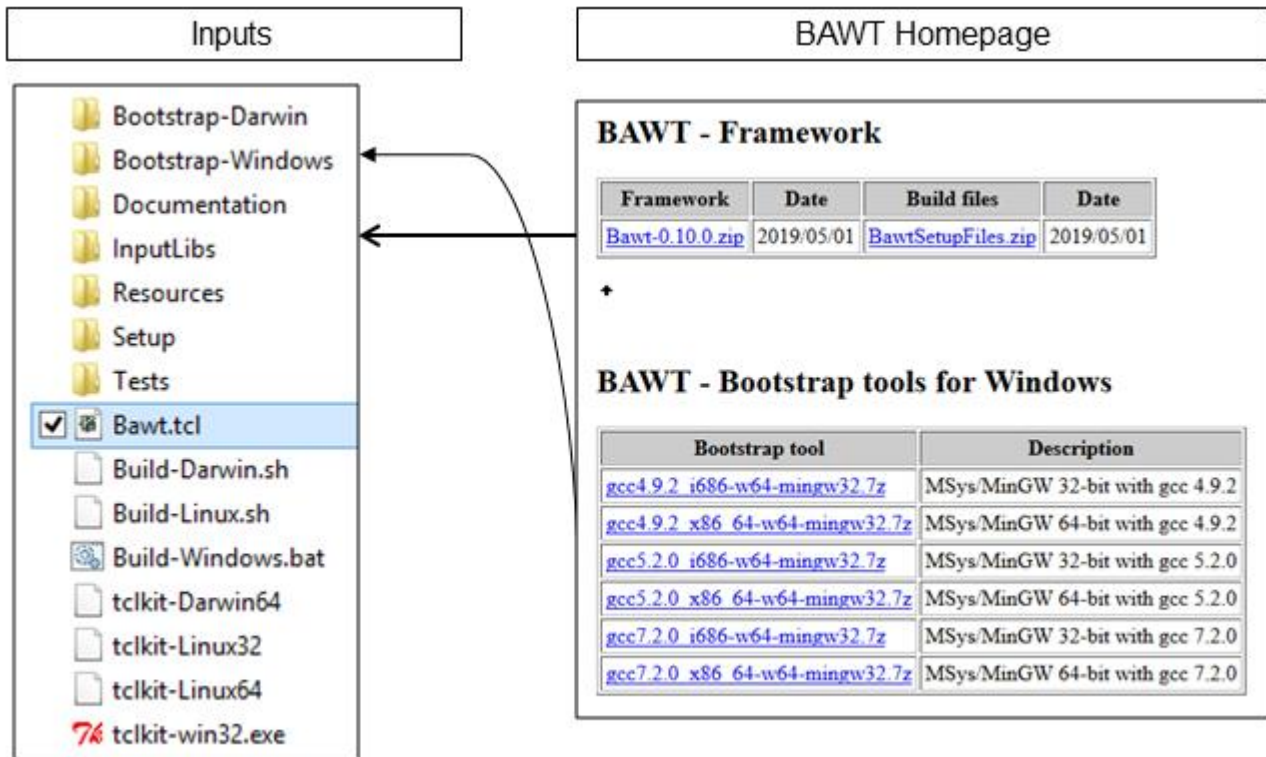 Inputs
Bootstrap-Darwin
Bootstrap-Windows
Documentation
InputLibs
Resources
Setup
Tests
Bawt.tcl
Build-Darwin.sh
Build-Linux.sh
Build-Windows.bat
tclkit-Darwin64
tclkit-Linux32
tclkit-Linux64
tclkit-win32.exe
BAWT Homepage
BAWT - Framework
Framework Date Build files Date
Bawt-0.10.0.zip 2019/05/01 BawtSetupFiles.zip 2019/05/01
BAWT - Bootstrap tools for Windows
Bootstrap tool Description
gcc4.9.2_i686-w64-mingw32.7z MSys/MinGW 32-bit with gcc 4.9.2
gcc4.9.2_x86_64-w64-mingw32.7z MSys/MinGW 64-bit with gcc 4.9.2
gcc5.2.0_i686-w64-mingw32.7z MSys/MinGW 32-bit with gcc 5.2.0
gcc5.2.0_x86_64-w64-mingw32.7z MSys/MinGW 64-bit with gcc 5.2.0
gcc7.2.0_i686-w64-mingw32.7z MSys/MinGW 32-bit with gcc 7.2.0
gcc7.2.0_x86_64-w64-mingw32.7z MSys/MinGW 64-bit with gcc 7.2.0